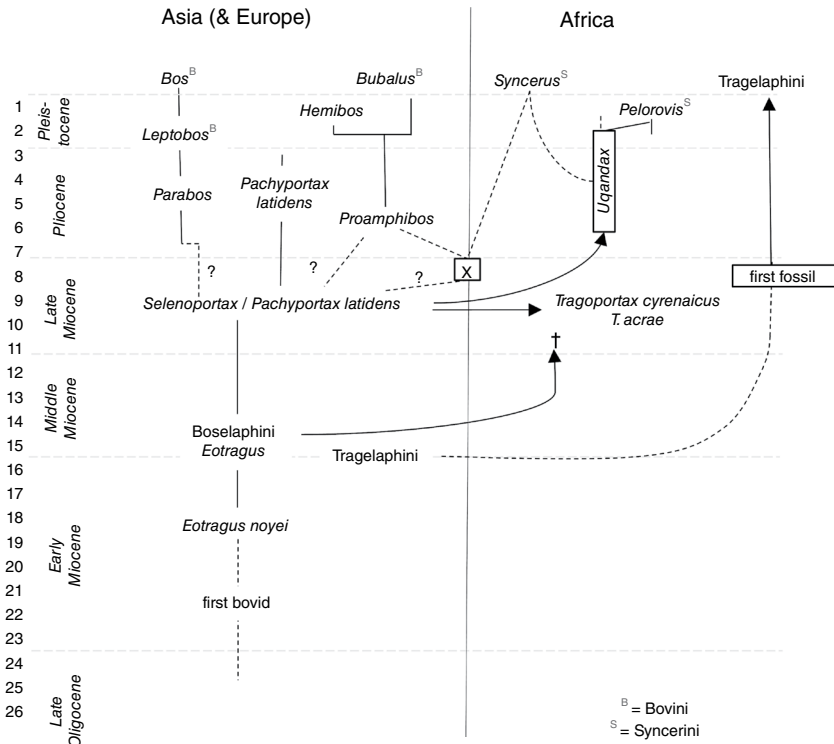 Asia (& Europe)
Africa
Bos^B
Bubalus^B
Syncerus^S
Tragelaphini
1
2
3
4
5
6
7
8
9
10
11
12
13
14
15
16
17
18
19
20
21
22
23
24
25
26
Pleis-
tocene
Pliocene
Late
Miocene
Middle
Miocene
Early
Miocene
Late
Oligocene
Hemibos
Pelorovis^S
Leptobos^B
Parabos
Pachyportax
latidens
Uqandax
Proamphibos
?
?
?
X
first fossil
Selenoportax / Pachyportax latidens
Tragoportax cyrenaicus
T. acrae
†
Boselaphini
Eotragus
Tragelaphini
Eotragus noyei
first bovid
B = Bovini
S = Syncerini